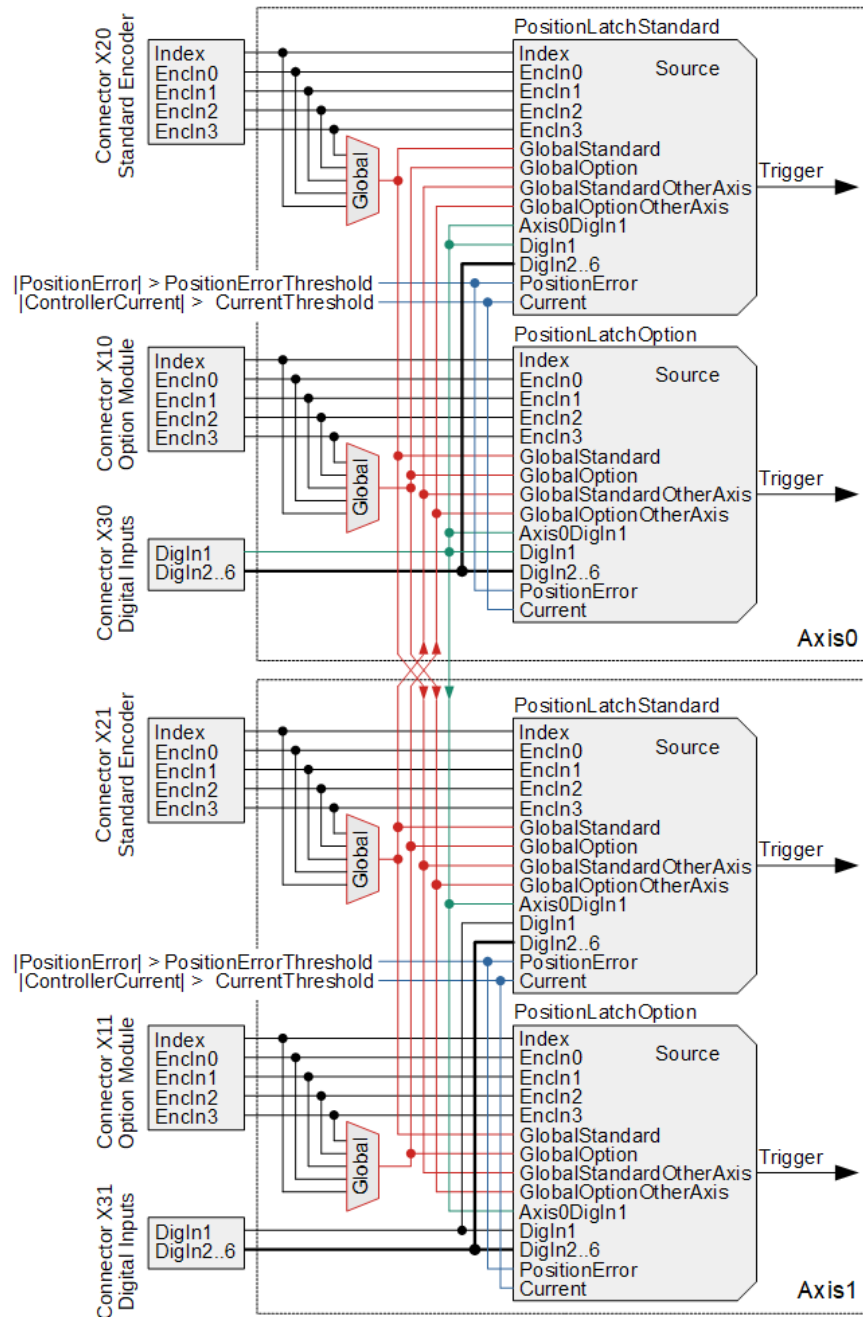 PositionLatchStandard
Connector X20
Standard Encoder
Index
EncIn0
EncIn1
EncIn2
EncIn3
Global
Index
EncIn0
EncIn1
EncIn2
EncIn3
GlobalStandard
GlobalOption
GlobalStandardOtherAxis
GlobalOptionOtherAxis
Axis0DigIn1
DigIn1
DigIn2..6
PositionError
Current
Source
Trigger
|PositionError| > PositionErrorThreshold
|ControllerCurrent| > CurrentThreshold
PositionLatchOption
Connector X10
Option Module
Index
EncIn0
EncIn1
EncIn2
EncIn3
Global
Connector X30
Digital Inputs
DigIn1
DigIn2..6
Index
EncIn0
EncIn1
EncIn2
EncIn3
GlobalStandard
GlobalOption
GlobalStandardOtherAxis
GlobalOptionOtherAxis
Axis0DigIn1
DigIn1
DigIn2..6
PositionError
Current
Source
Trigger
Axis0
PositionLatchStandard
Connector X21
Standard Encoder
Index
EncIn0
EncIn1
EncIn2
EncIn3
Global
Index
EncIn0
EncIn1
EncIn2
EncIn3
GlobalStandard
GlobalOption
GlobalStandardOtherAxis
GlobalOptionOtherAxis
Axis0DigIn1
DigIn1
DigIn2..6
PositionError
Current
Source
Trigger
|PositionError| > PositionErrorThreshold
|ControllerCurrent| > CurrentThreshold
PositionLatchOption
Connector X11
Option Module
Index
EncIn0
EncIn1
EncIn2
EncIn3
Global
Connector X31
Digital Inputs
DigIn1
DigIn2..6
Index
EncIn0
EncIn1
EncIn2
EncIn3
GlobalStandard
GlobalOption
GlobalStandardOtherAxis
GlobalOptionOtherAxis
Axis0DigIn1
DigIn1
DigIn2..6
PositionError
Current
Source
Trigger
Axis1